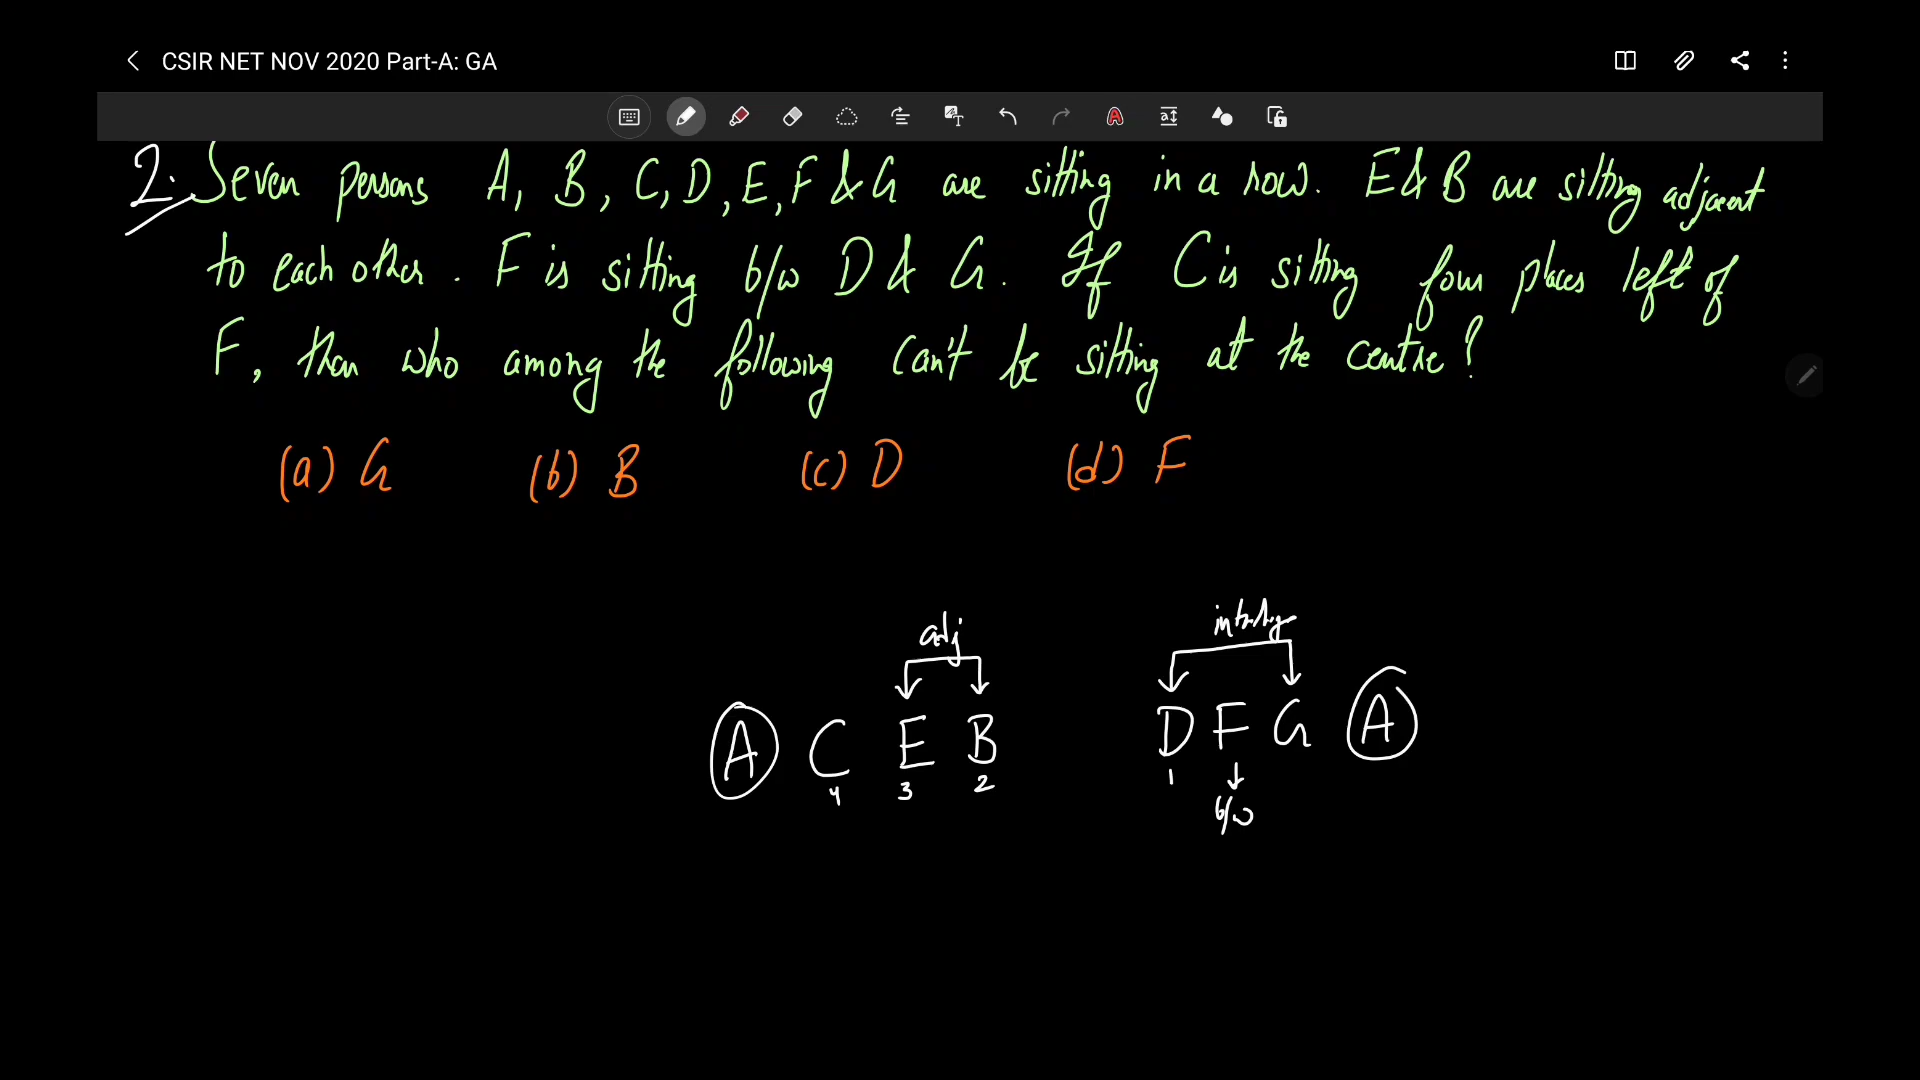 CSIR NET NOV 2020 Part-A: GA
2. Seven persons A, B, C, D, E, F & G are sitting in a row. E & B are sitting adjacent
to each other. F is sitting b/w D & G. If C is sitting four places left of
F, then who among the following can't be sitting at the centre?
(a) G (b) B (c) D (d) F
adj
A C E B D F G A
4 3 2 1
b/w